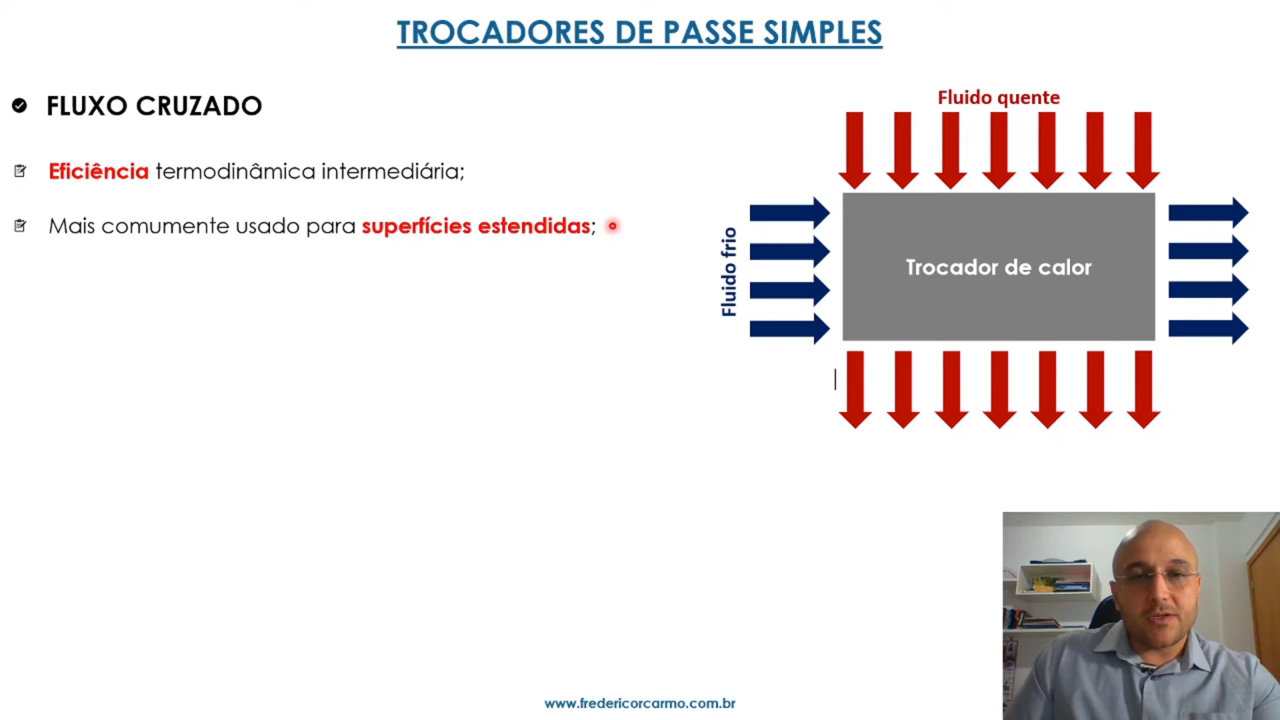 TROCADORES DE PASSE SIMPLES
FLUXO CRUZADO
Eficiência termodinâmica intermediária;
Mais comumente usado para superfícies estendidas;
Fluido quente
Fluido frio
Trocador de calor
www.fredericorcarmo.com.br